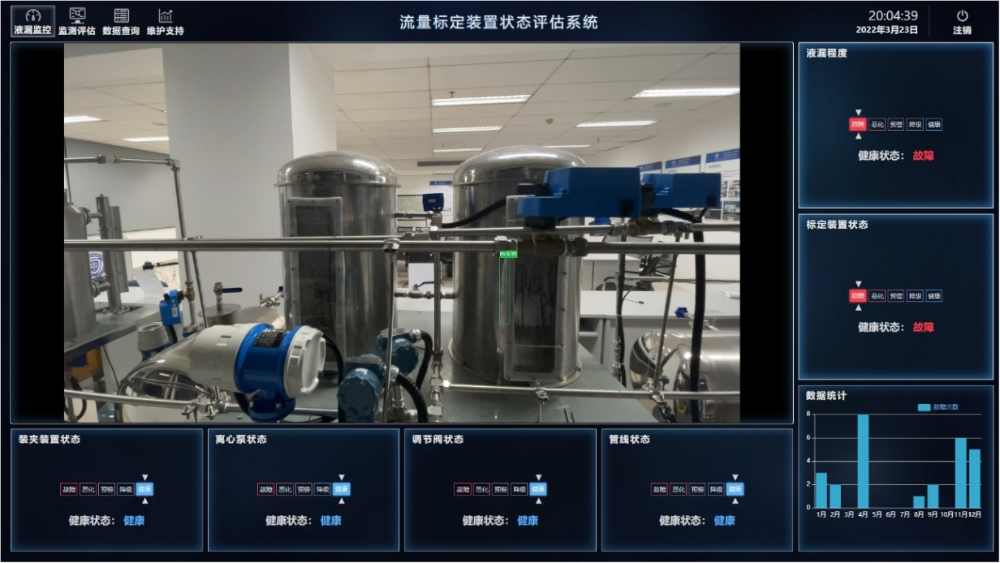 液漏监控 监测评估 数据查询 维护支持
流量标定装置状态评估系统
20:04:39
2022年3月23日
注销
液漏程度
故障 恶化 预警 降级 健康
健康状态: 故障
标定装置状态
故障 恶化 预警 降级 健康
健康状态: 故障
m 0.91
装夹装置状态
故障 恶化 预警 降级 健康
健康状态: 健康
离心泵状态
故障 恶化 预警 降级 健康
健康状态: 健康
调节阀状态
故障 恶化 预警 降级 健康
健康状态: 健康
管线状态
故障 恶化 预警 降级 健康
健康状态: 健康
数据统计
故障次数
8
6
4
2
0
1月 2月 3月 4月 5月 6月 7月 8月 9月 10月 11月 12月